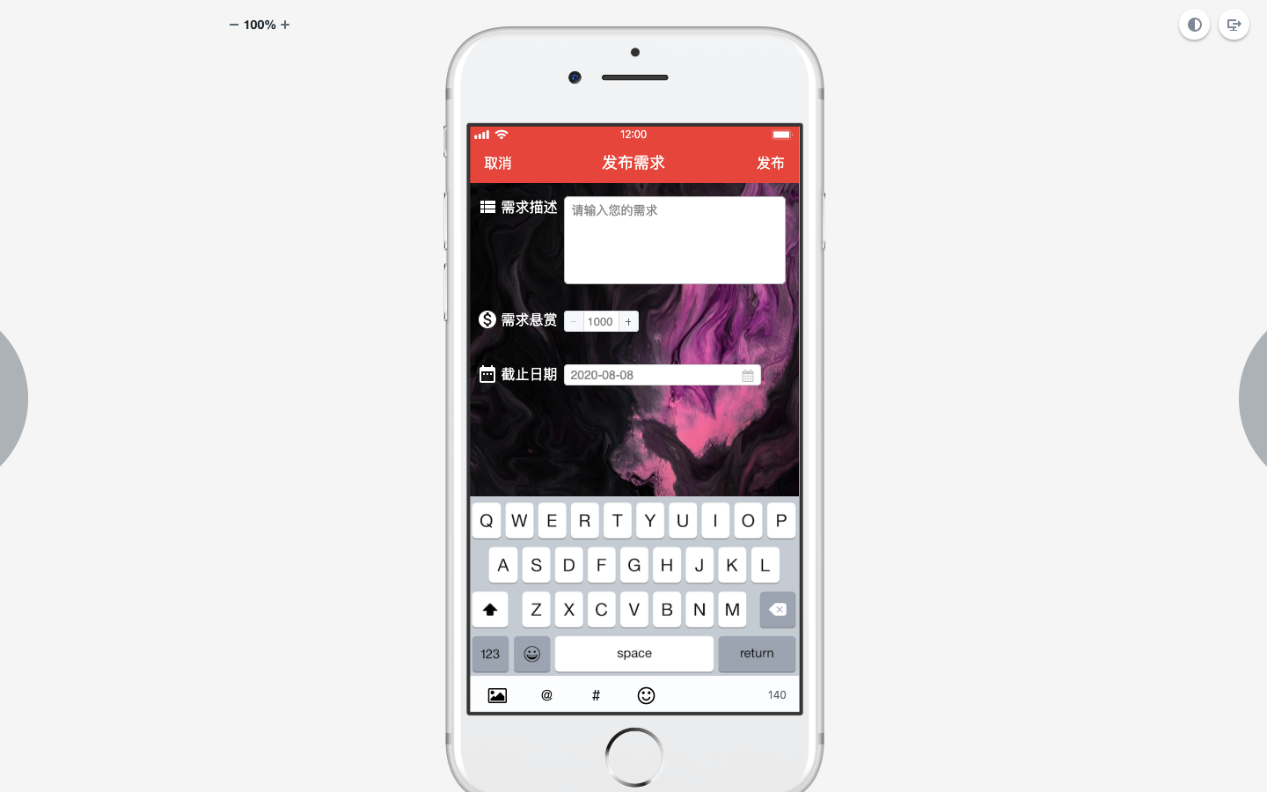 − 100% +
12:00
取消 发布需求 发布
需求描述 请输入您的需求
需求悬赏 − 1000 +
截止日期 2020-08-08
Q W E R T Y U I O P
A S D F G H J K L
Z X C V B N M
123 space return
@ # 140